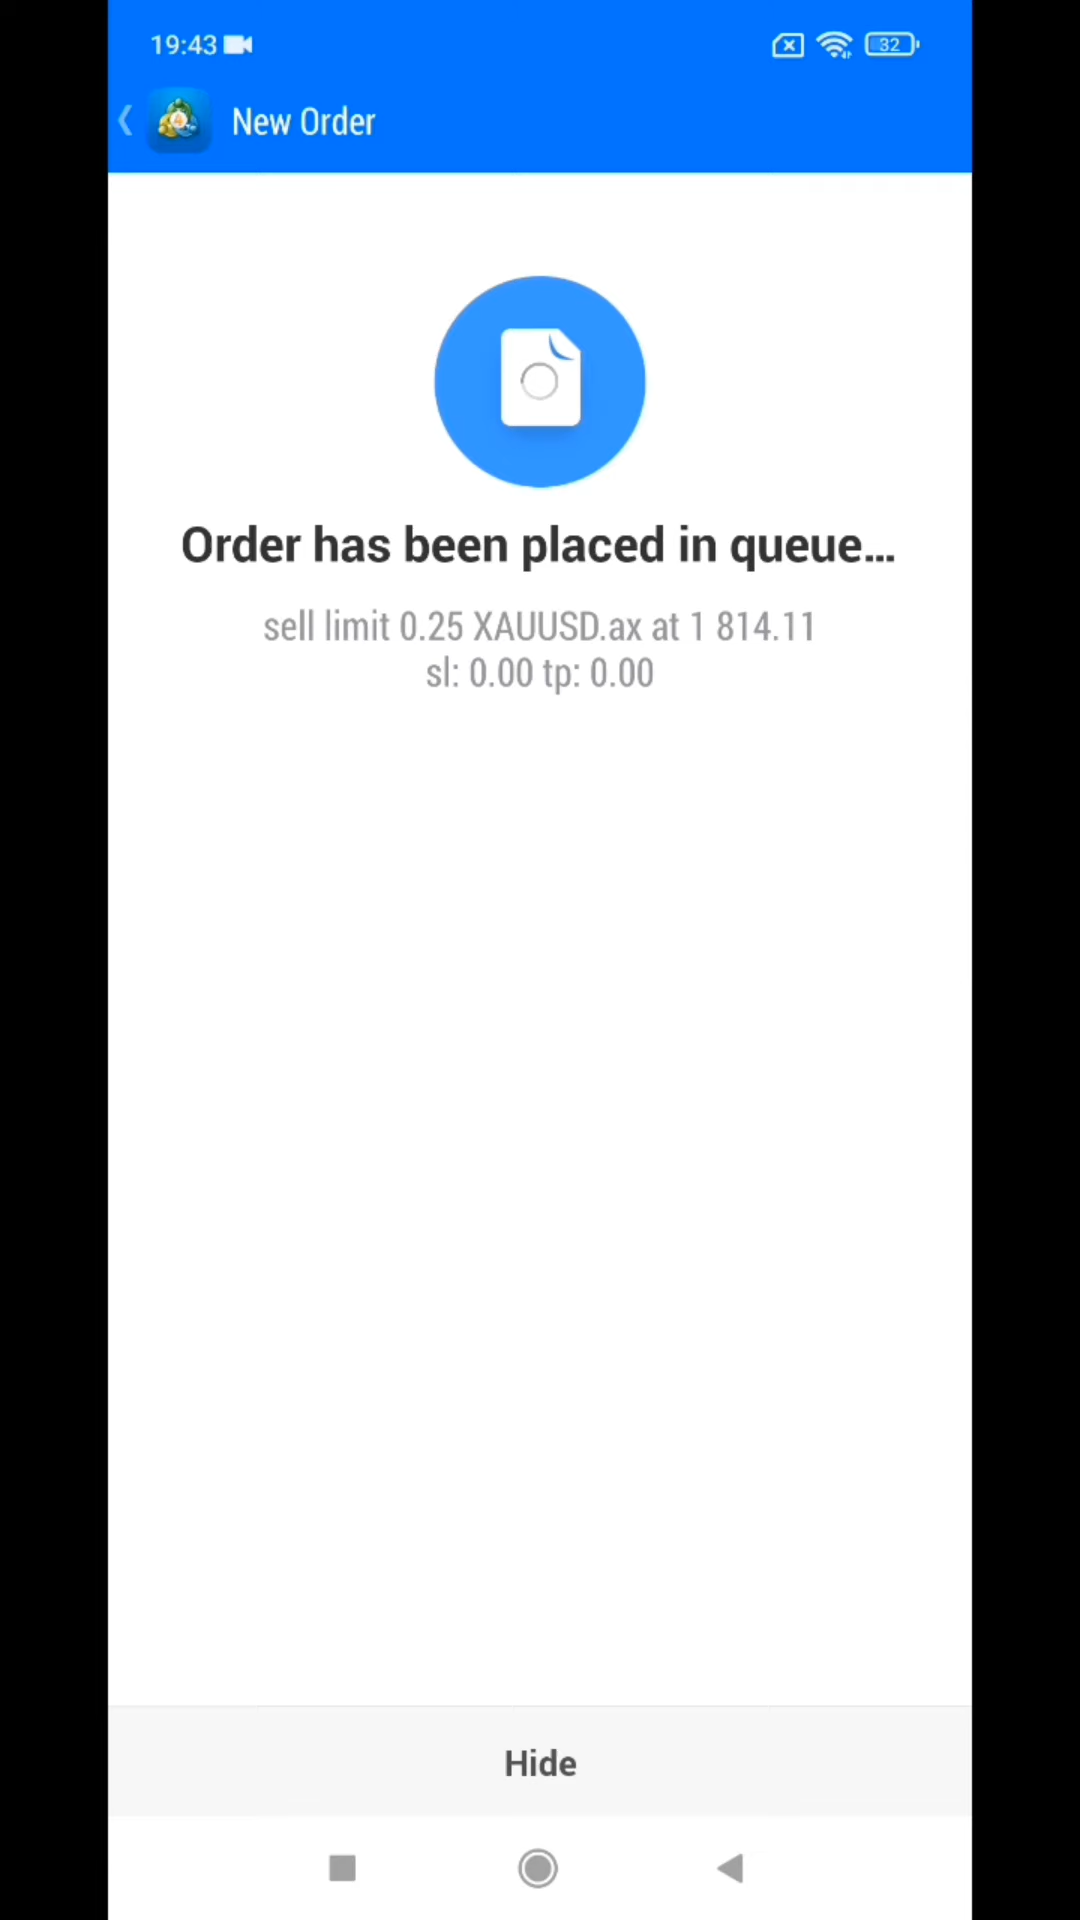 19:43
32
New Order
Order has been placed in queue...
sell limit 0.25 XAUUSD.ax at 1 814.11
sl: 0.00 tp: 0.00
Hide